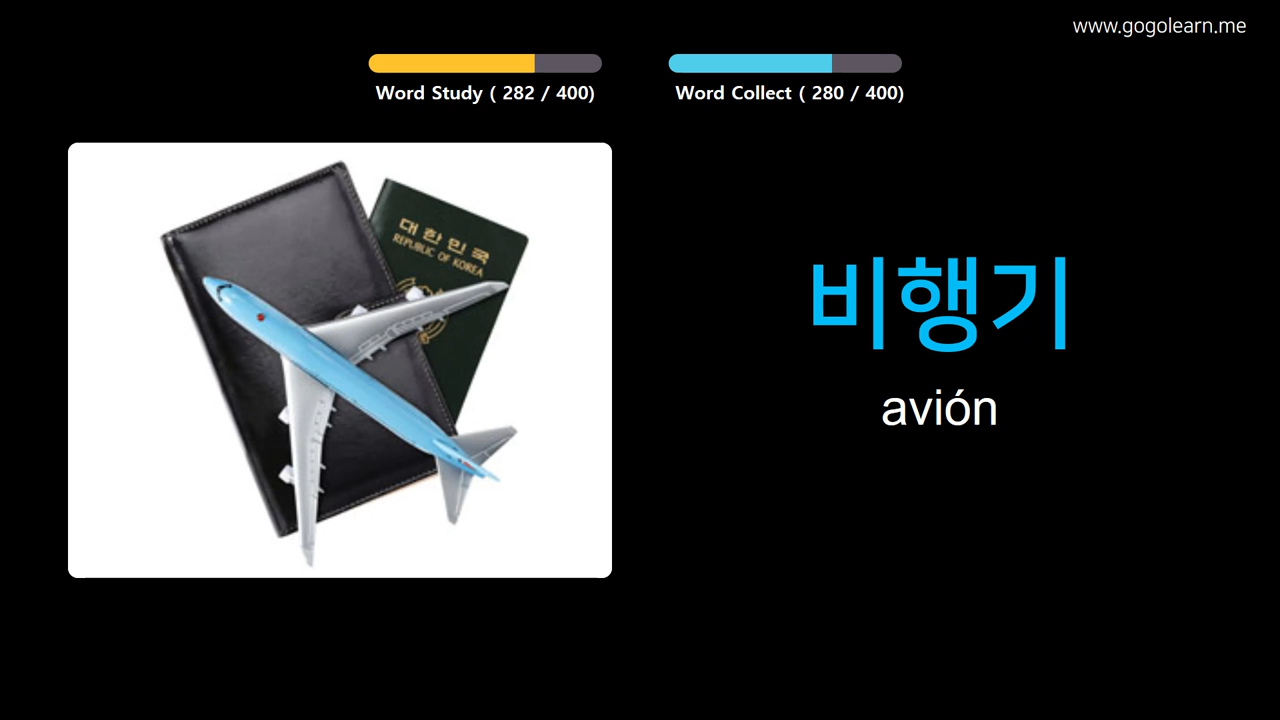 www.gogolearn.me
Word Study ( 282 / 400)
Word Collect ( 280 / 400)
대한민국
REPUBLIC OF KOREA
비행기
avión